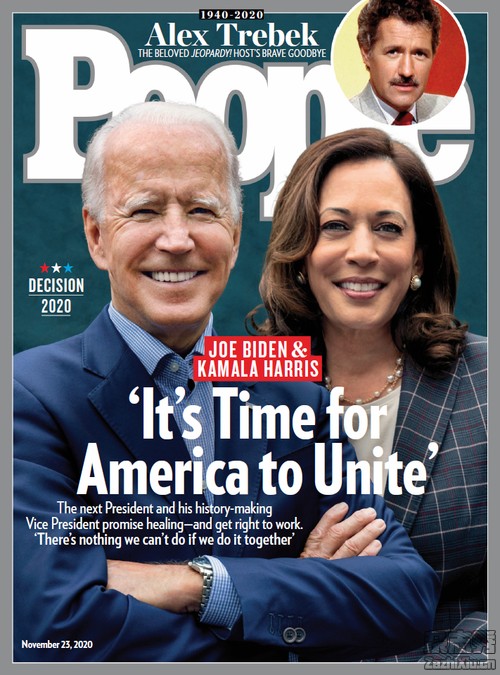 1940-2020
Alex Trebek
THE BELOVED JEOPARDY! HOST'S BRAVE GOODBYE
People
DECISION
2020
JOE BIDEN &
KAMALA HARRIS
‘It’s Time for
America to Unite’
The next President and his history-making
Vice President promise healing—and get right to work.
‘There’s nothing we can’t do if we do it together’
November 23, 2020
ZaZhiXiu.cn